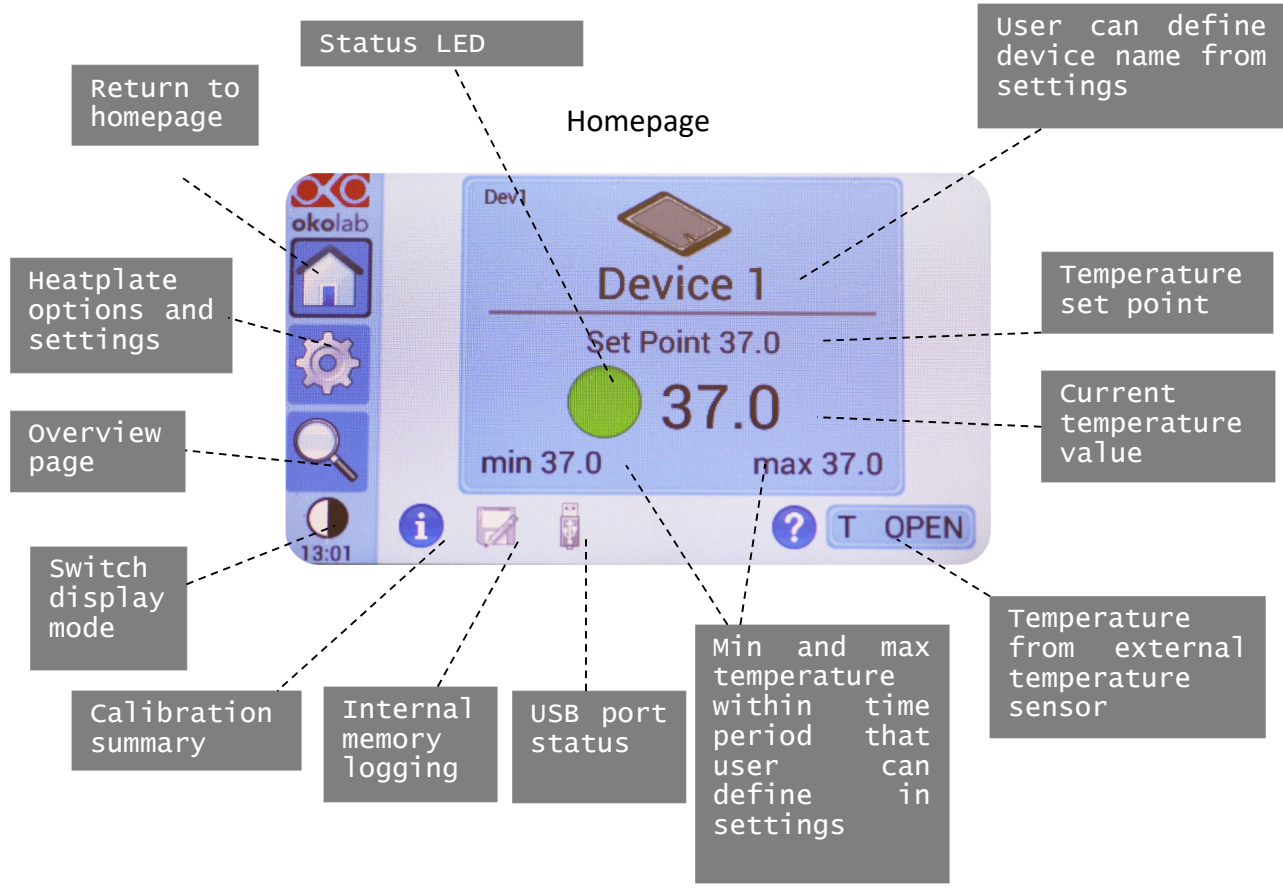 Status LED
User can define
device name from
settings
Return to
homepage
Homepage
okolab
Dev1
Device 1
Heatplate
options and
settings
Temperature
set point
Set Point 37.0
37.0
Current
temperature
value
Overview
page
min 37.0
max 37.0
i
?
T OPEN
13:01
Switch
display
mode
Temperature
from external
temperature
sensor
Min and max
temperature
within time
period that
user can
define in
settings
Calibration
summary
Internal
memory
logging
USB port
status